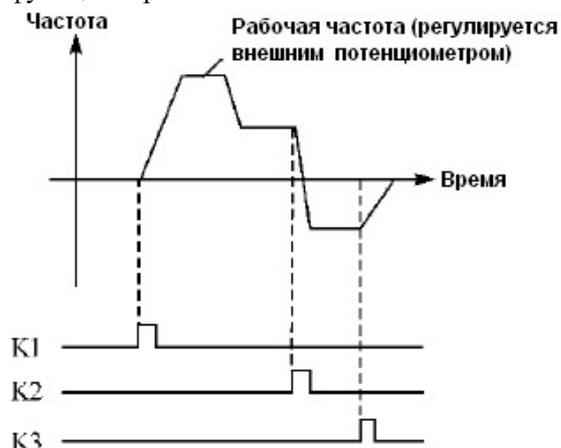 Частота
Рабочая частота (регулируется
внешним потенциометром)
Время
K1
K2
K3